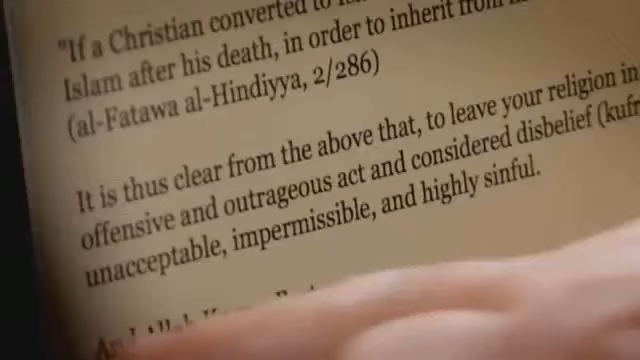 "If a Christian converted to
Islam after his death, in order to inherit from
(al-Fatawa al-Hindiyya, 2/286)
It is thus clear from the above that, to leave your religion in
offensive and outrageous act and considered disbelief (kufr
unacceptable, impermissible, and highly sinful.